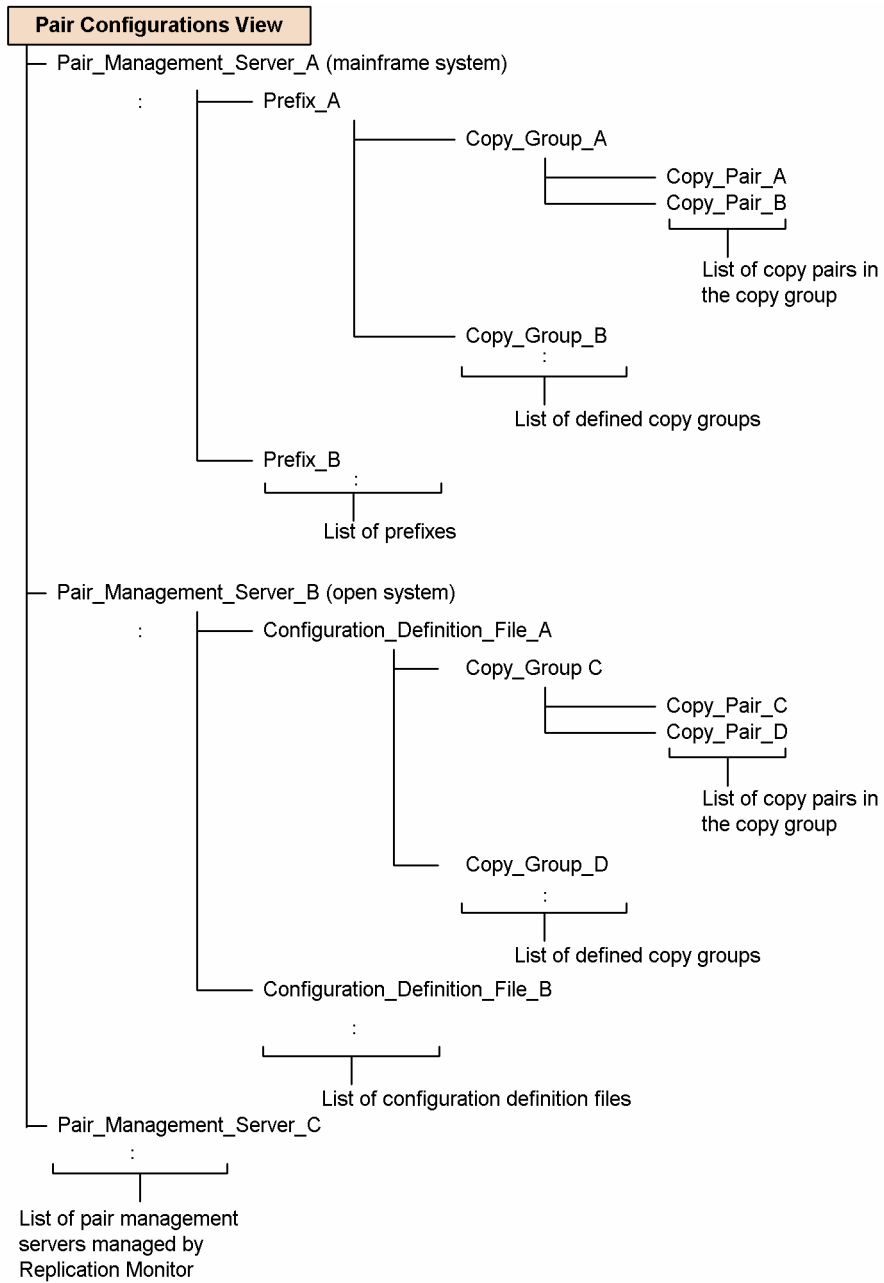 Pair Configurations View
Pair_Management_Server_A (mainframe system)
:
Prefix_A
Copy_Group_A
Copy_Pair_A
Copy_Pair_B
List of copy pairs in
the copy group
Copy_Group_B
:
List of defined copy groups
Prefix_B
:
List of prefixes
Pair_Management_Server_B (open system)
:
Configuration_Definition_File_A
Copy_Group C
Copy_Pair_C
Copy_Pair_D
List of copy pairs in
the copy group
Copy_Group_D
:
List of defined copy groups
Configuration_Definition_File_B
:
List of configuration definition files
Pair_Management_Server_C
:
List of pair management
servers managed by
Replication Monitor